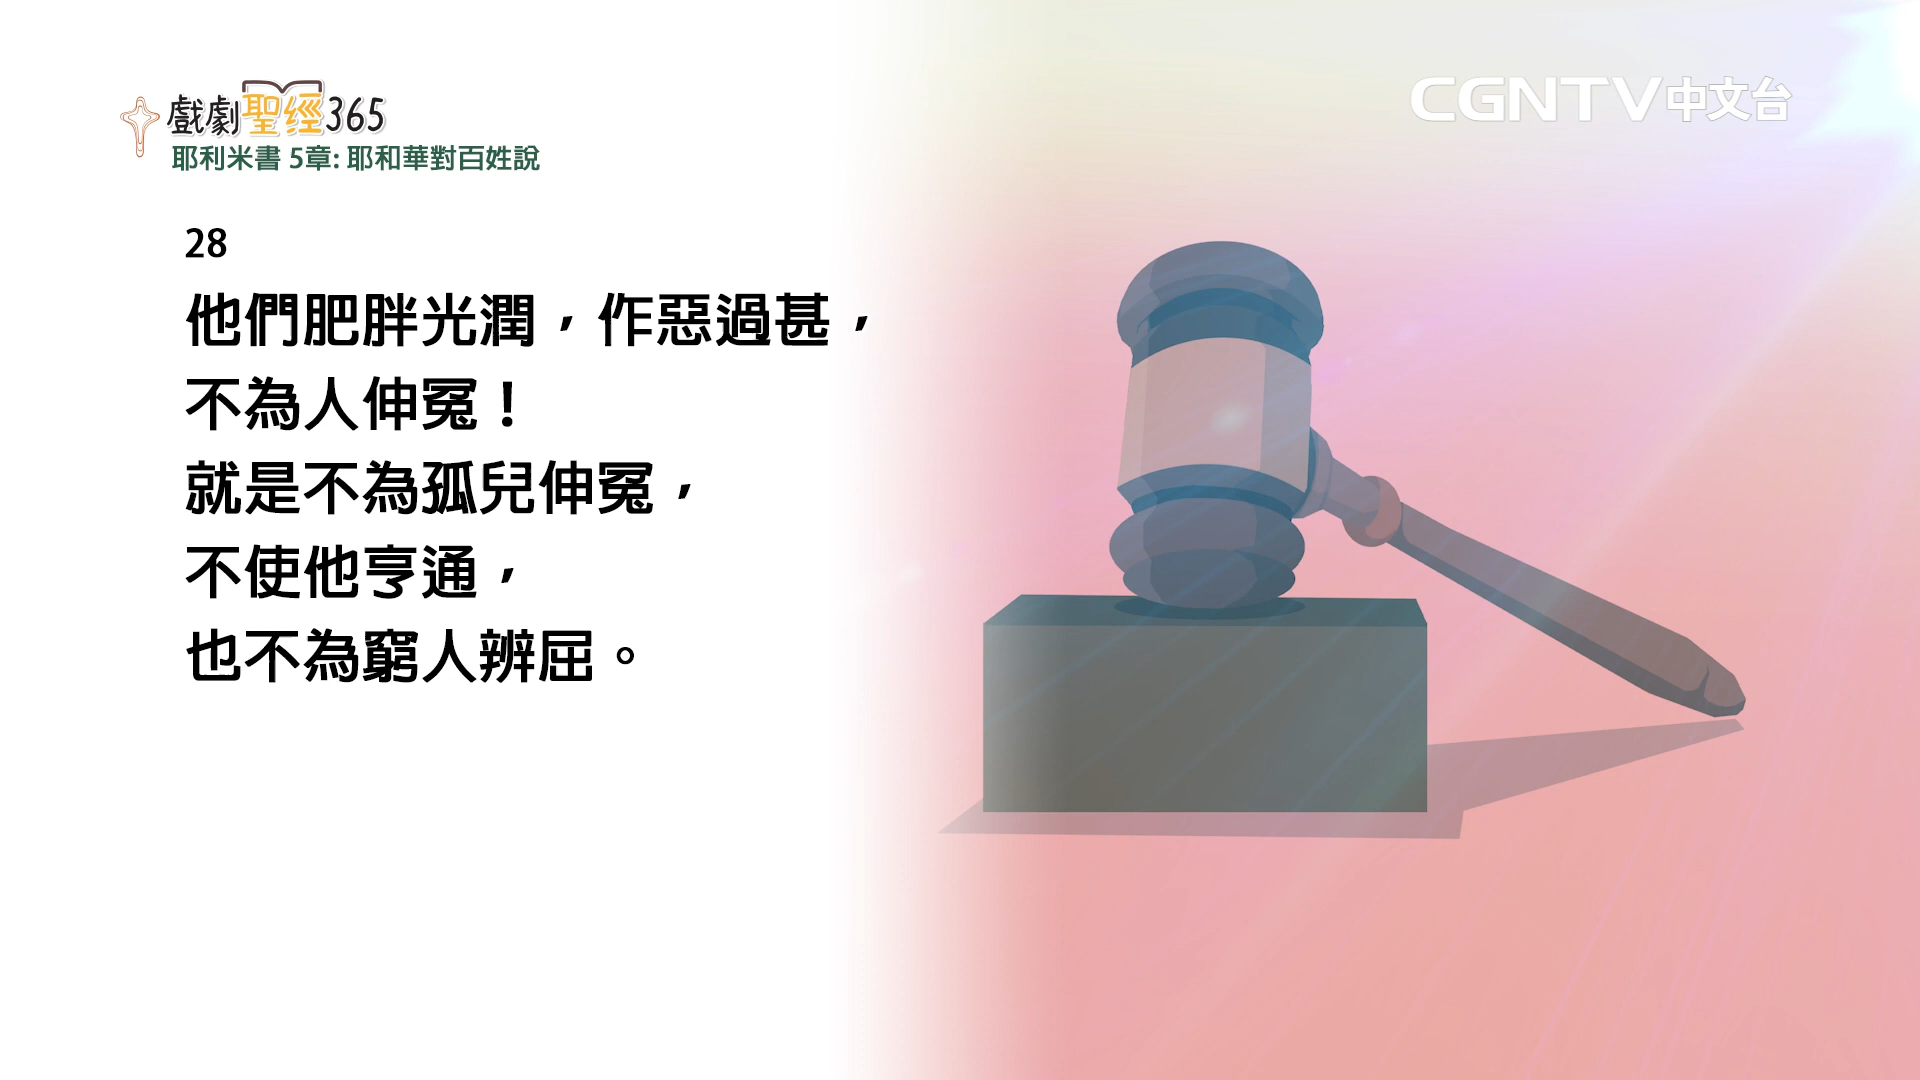 戲劇聖經365
CGNTV中文台
耶利米書 5章: 耶和華對百姓說
28
他們肥胖光潤，作惡過甚，
不為人伸冤！
就是不為孤兒伸冤，
不使他亨通，
也不為窮人辨屈。